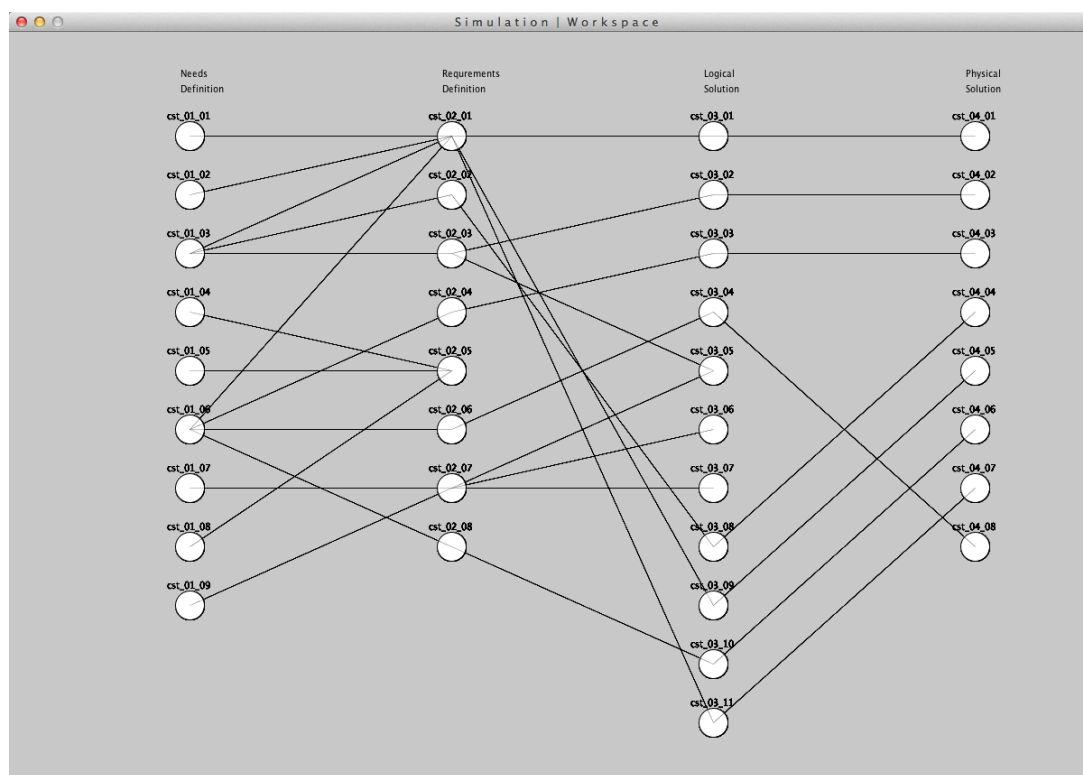 Simulation | Workspace
Needs
Definition
Requrements
Definition
Logical
Solution
Physical
Solution
cst_01_01
cst_02_01
cst_03_01
cst_04_01
cst_01_02
cst_02_02
cst_03_02
cst_04_02
cst_01_03
cst_02_03
cst_03_03
cst_04_03
cst_01_04
cst_02_04
cst_03_04
cst_04_04
cst_01_05
cst_02_05
cst_03_05
cst_04_05
cst_01_06
cst_02_06
cst_03_06
cst_04_06
cst_01_07
cst_02_07
cst_03_07
cst_04_07
cst_01_08
cst_02_08
cst_03_08
cst_04_08
cst_01_09
cst_03_09
cst_03_10
cst_03_11